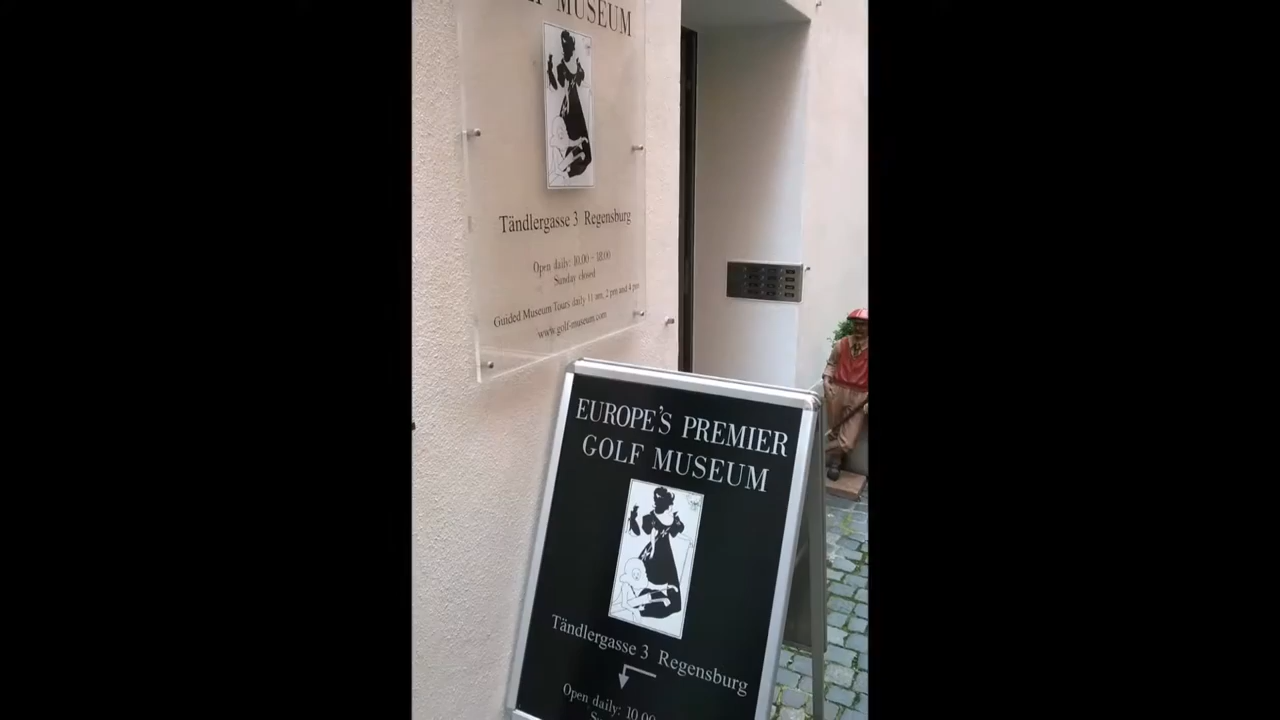 GOLF MUSEUM
Tändlergasse 3 Regensburg
Open daily: 10.00 - 18.00
Sunday closed
Guided Museum Tours daily 11 am, 2 pm and 4 pm
www.golf-museum.com
EUROPE'S PREMIER
GOLF MUSEUM
Tändlergasse 3 Regensburg
Open daily: 10.00
Su